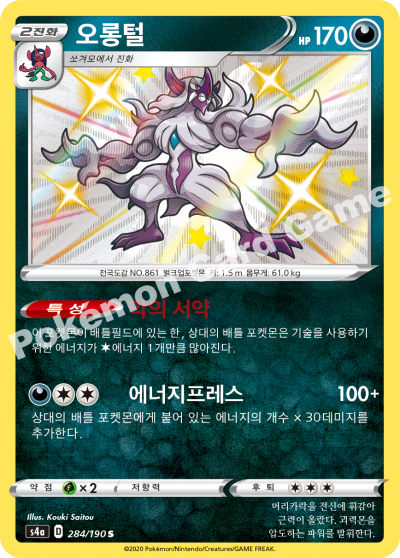 2진화
오롱털
HP 170
쏘겨모에서 진화
전국도감 NO.861 벌크업포켓몬 키: 1.5 m 몸무게: 61.0 kg
특성 악의 서약
이 포켓몬이 배틀필드에 있는 한, 상대의 배틀 포켓몬은 기술을 사용하기
위한 에너지가 에너지 1개만큼 많아진다.
에너지프레스 100+
상대의 배틀 포켓몬에게 붙어 있는 에너지의 개수 × 30데미지를
추가한다.
약점 × 2 저항력 후퇴
Illus. Kouki Saitou
s4a D 284/190 S
머리카락을 전신에 휘감아
근력이 올랐다. 괴력몬을
압도하는 파워를 발휘한다.
©2020 Pokémon/Nintendo/Creatures/GAME FREAK.
Pokémon Card Game